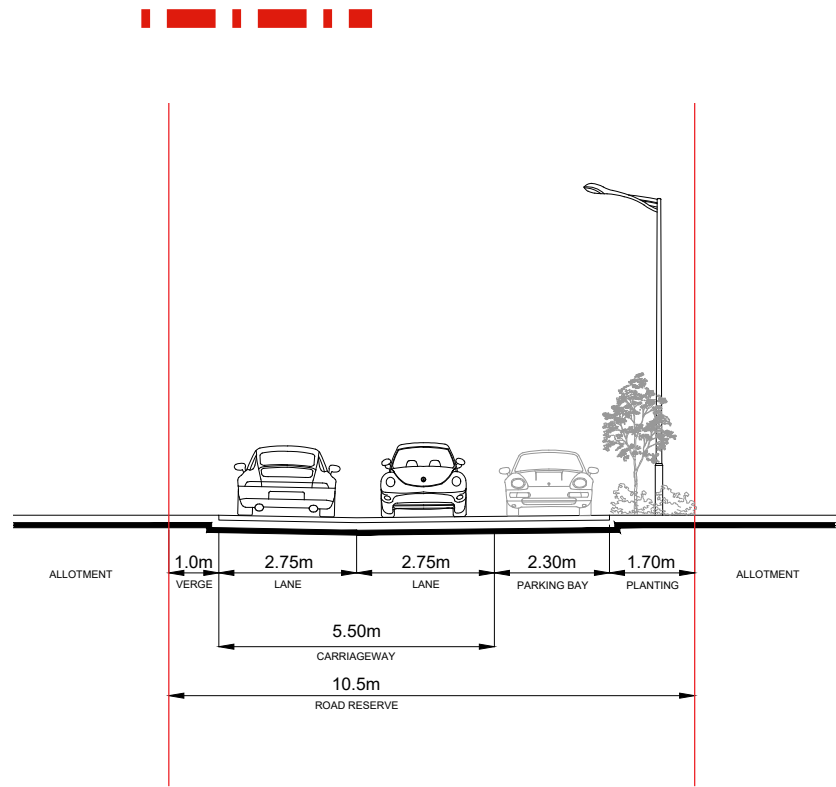 1.0m 2.75m 2.75m 2.30m 1.70m
ALLOTMENT VERGE LANE LANE PARKING BAY PLANTING ALLOTMENT
5.50m
CARRIAGEWAY
10.5m
ROAD RESERVE